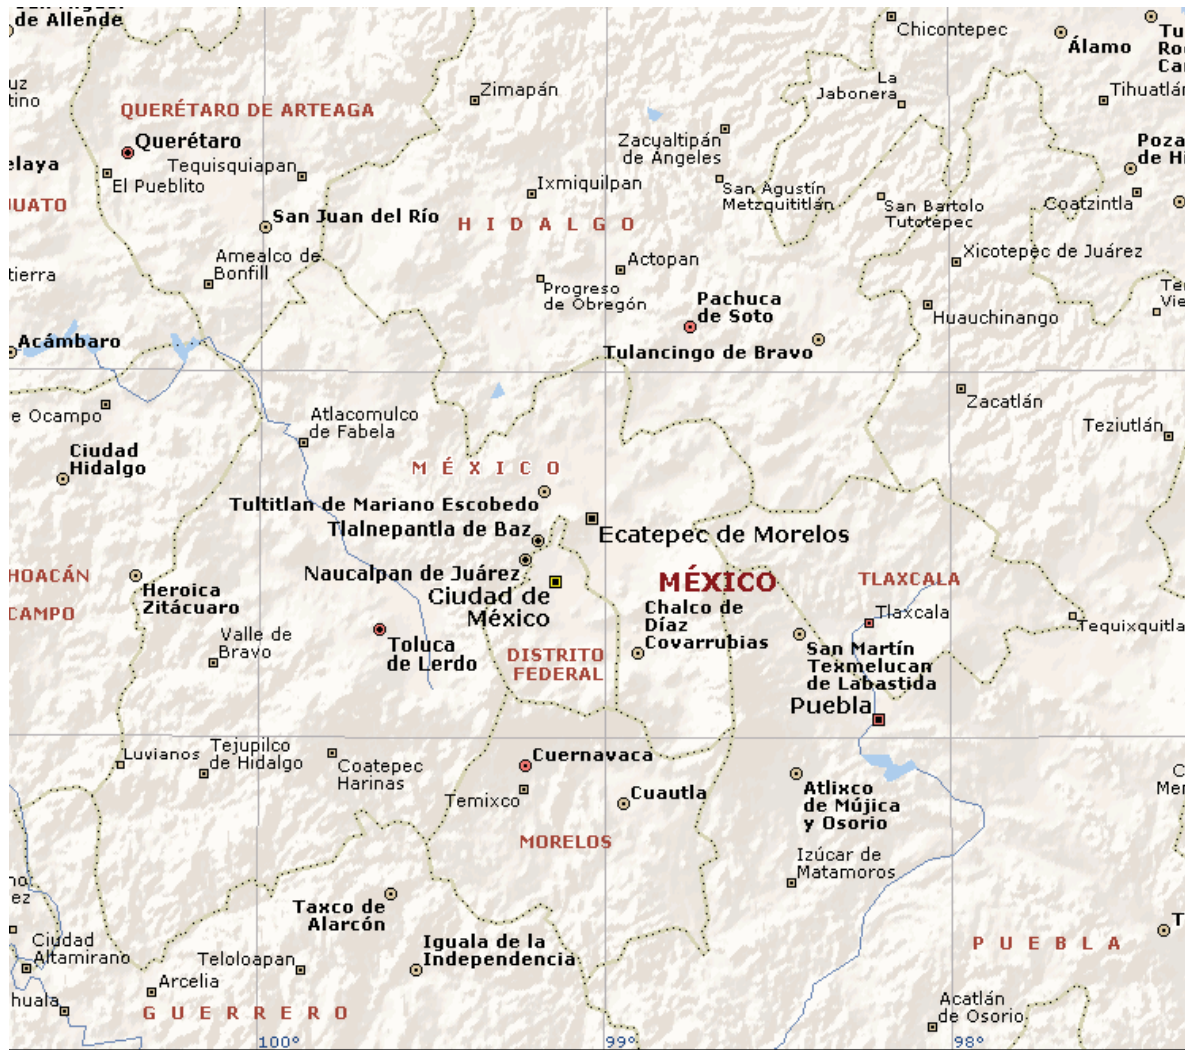 de Allende
Chicontepec
Álamo
Tihuatlán
La
Jabonera
Zimapán
QUERÉTARO DE ARTEAGA
Querétaro
Tequisquiapan
El Pueblito
Zacualtipán
de Ángeles
San Agustín
Metzquititlán
Ixmiquilpan
San Bartolo
Tutotepec
Coatzintla
San Juan del Río
HIDALGO
Amealco de
Bonfill
Actopan
Xicotepec de Juárez
Progreso
de Obregón
Pachuca
de Soto
Huauchinango
Acámbaro
Tulancingo de Bravo
e Ocampo
Atlacomulco
de Fabela
Zacatlán
Teziutlán
Ciudad
Hidalgo
MÉXICO
Tultitlan de Mariano Escobedo
Tlalnepantla de Baz
Ecatepec de Morelos
Naucalpan de Juárez
Ciudad de
México
MÉXICO
TLAXCALA
HOACÁN
CAMPO
Heroica
Zitácuaro
Chalco de
Díaz
Covarrubias
Tlaxcala
Tequixquitla
Valle de
Bravo
Toluca
de Lerdo
DISTRITO
FEDERAL
San Martín
Texmelucan
de Labastida
Puebla
Luvianos
Tejupilco
de Hidalgo
Coatepec
Harinas
Cuernavaca
Temixco
Cuautla
Atlixco
de Mújica
y Osorio
MORELOS
Izúcar de
Matamoros
Taxco de
Alarcón
Iguala de la
Independencia
Ciudad
Altamirano
Teloloapan
Arcelia
PUEBLA
huala
GUERRERO
Acatlán
de Osorio
100°
99°
98°